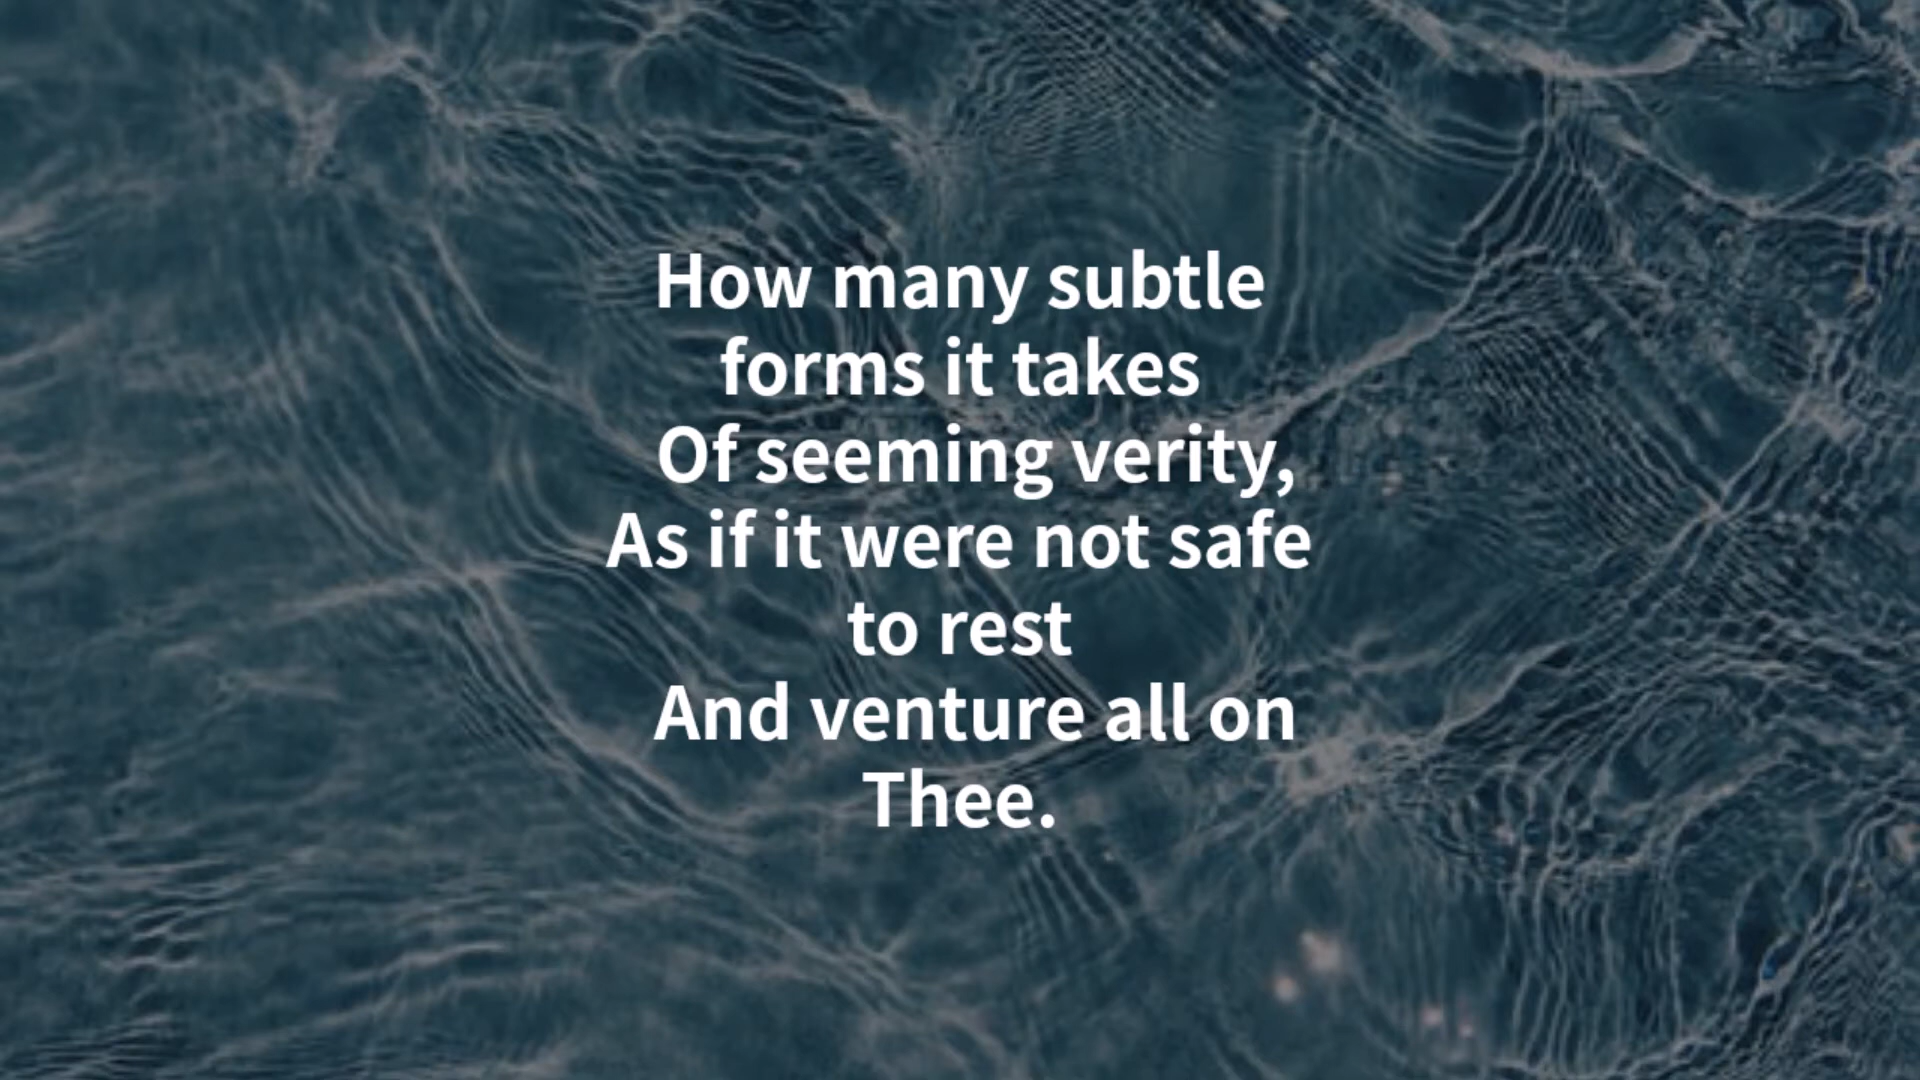 How many subtle
forms it takes
Of seeming verity,
As if it were not safe
to rest
And venture all on
Thee.